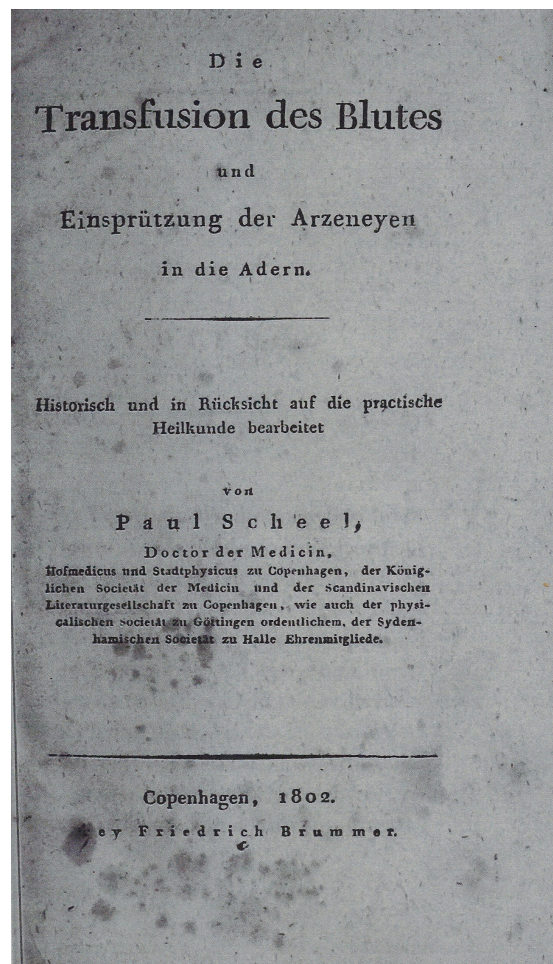 Die
Transfusion des Blutes
und
Einsprützung der Arzeneyen
in die Adern.
Historisch und in Rücksicht auf die practische
Heilkunde bearbeitet
von
Paul Scheel,
Doctor der Medicin,
Hofmedicus und Stadtphysicus zu Copenhagen, der König-
lichen Societät der Medicin und der Scandinavischen
Literaturgesellschaft zu Copenhagen, wie auch der physi-
calischen Societät zu Göttingen ordentlichem, der Syden-
hamischen Societät zu Halle Ehrenmitgliede.
Copenhagen, 1802.
bey Friedrich Brummer.